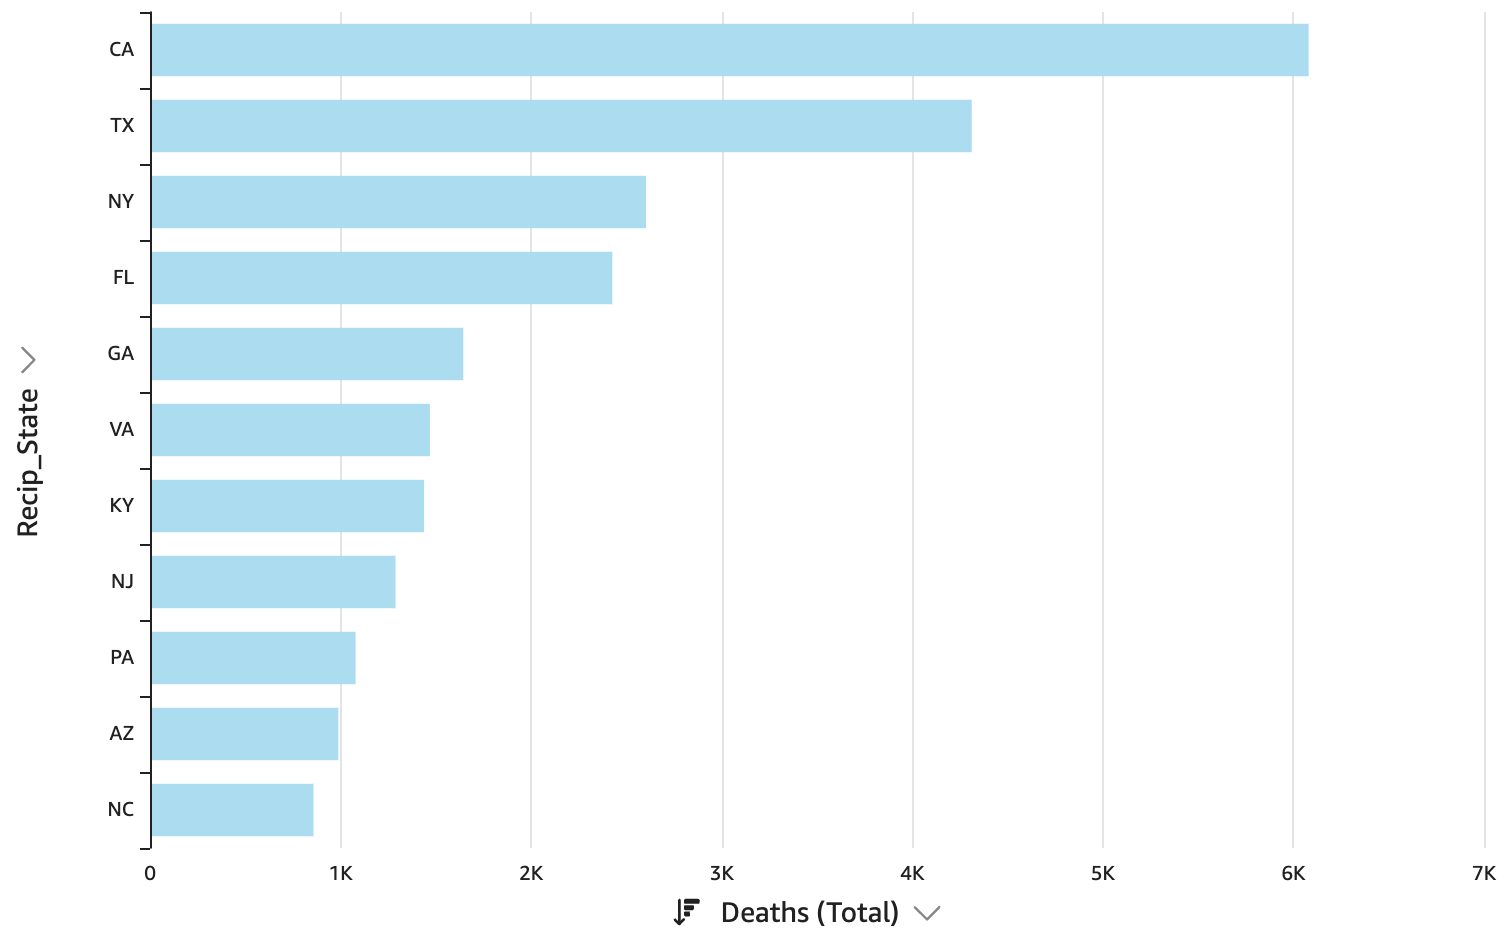 CA
TX
NY
FL
GA
VA
KY
NJ
PA
AZ
NC
Recip_State
0 1K 2K 3K 4K 5K 6K 7K
Deaths (Total)